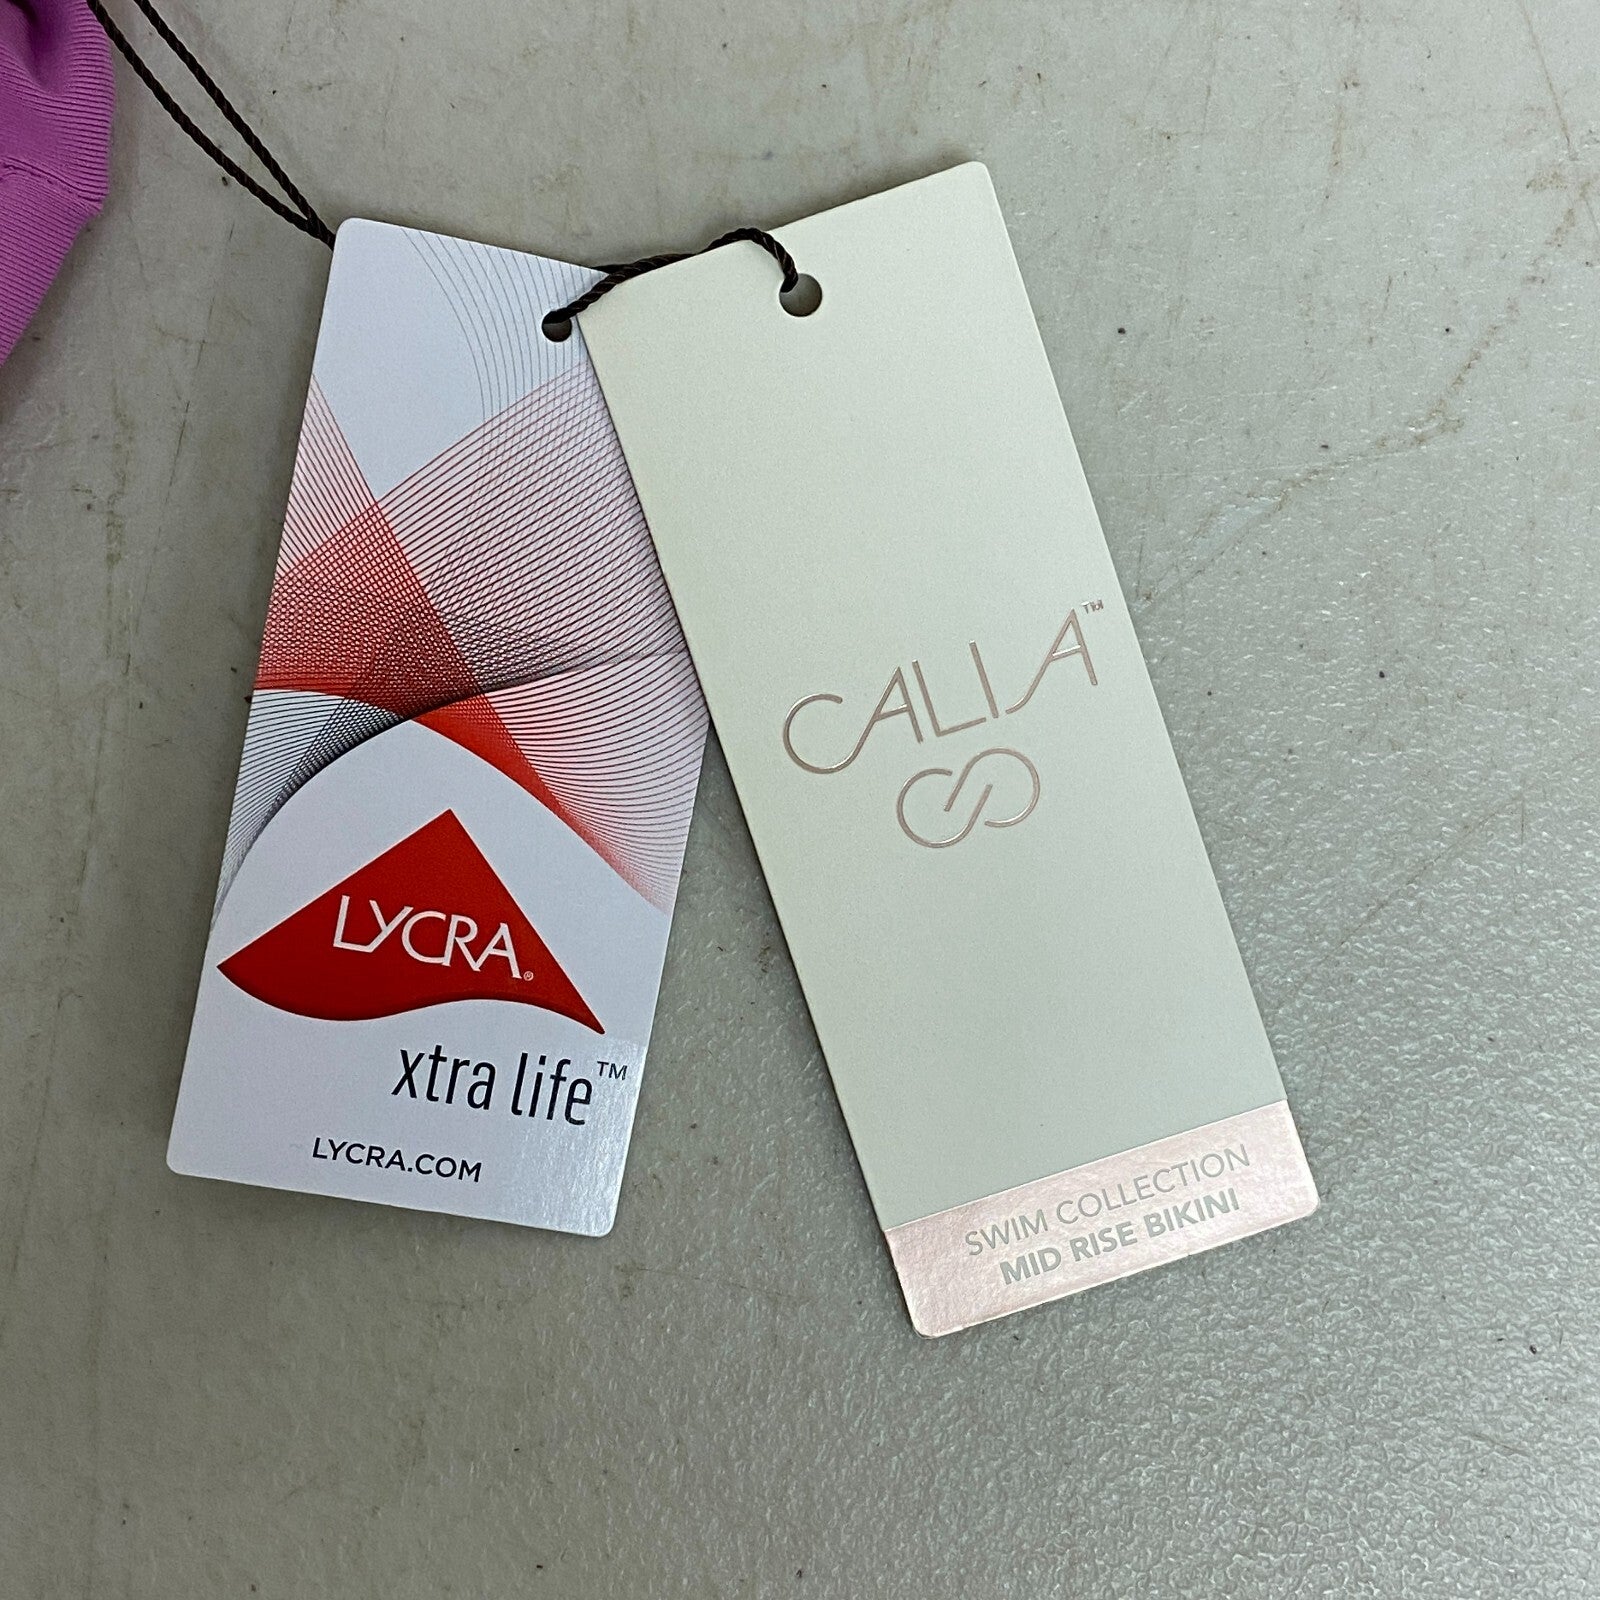 LYCRA®
xtra life™
LYCRA.COM
CALIA™
SWIM COLLECTION
MID RISE BIKINI